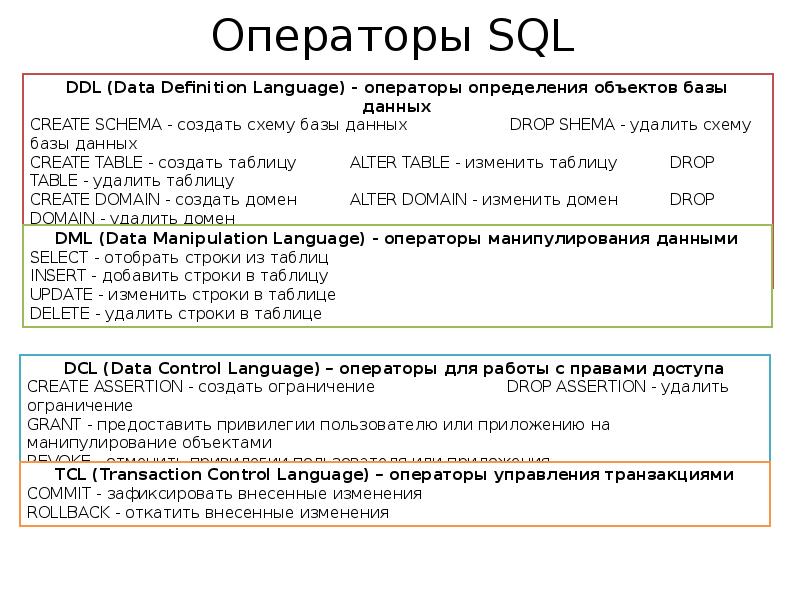 Операторы SQL
DDL (Data Definition Language) - операторы определения объектов базы
данных
CREATE SCHEMA - создать схему базы данных DROP SHEMA - удалить схему
базы данных
CREATE TABLE - создать таблицу ALTER TABLE - изменить таблицу DROP
TABLE - удалить таблицу
CREATE DOMAIN - создать домен ALTER DOMAIN - изменить домен DROP
DOMAIN - удалить домен
DML (Data Manipulation Language) - операторы манипулирования данными
SELECT - отобрать строки из таблиц
INSERT - добавить строки в таблицу
UPDATE - изменить строки в таблице
DELETE - удалить строки в таблице
DCL (Data Control Language) – операторы для работы с правами доступа
CREATE ASSERTION - создать ограничение DROP ASSERTION - удалить
ограничение
GRANT - предоставить привилегии пользователю или приложению на
манипулирование объектами
REVOKE - отменить привилегии пользователя или приложения
TCL (Transaction Control Language) – операторы управления транзакциями
COMMIT - зафиксировать внесенные изменения
ROLLBACK - откатить внесенные изменения